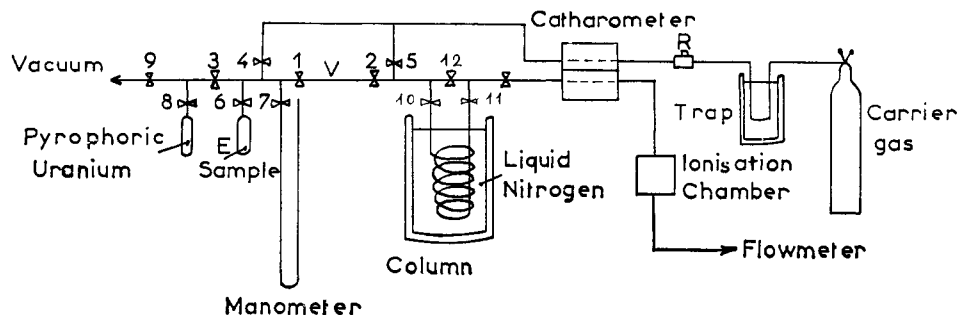 Catharometer
9 3 4 1 V 2 5 12 R
Vacuum
8 6 7 10 11
Pyrophoric
Uranium
E
Sample
Liquid
Nitrogen
Column
Manometer
Trap
Carrier
gas
Ionisation
Chamber
Flowmeter